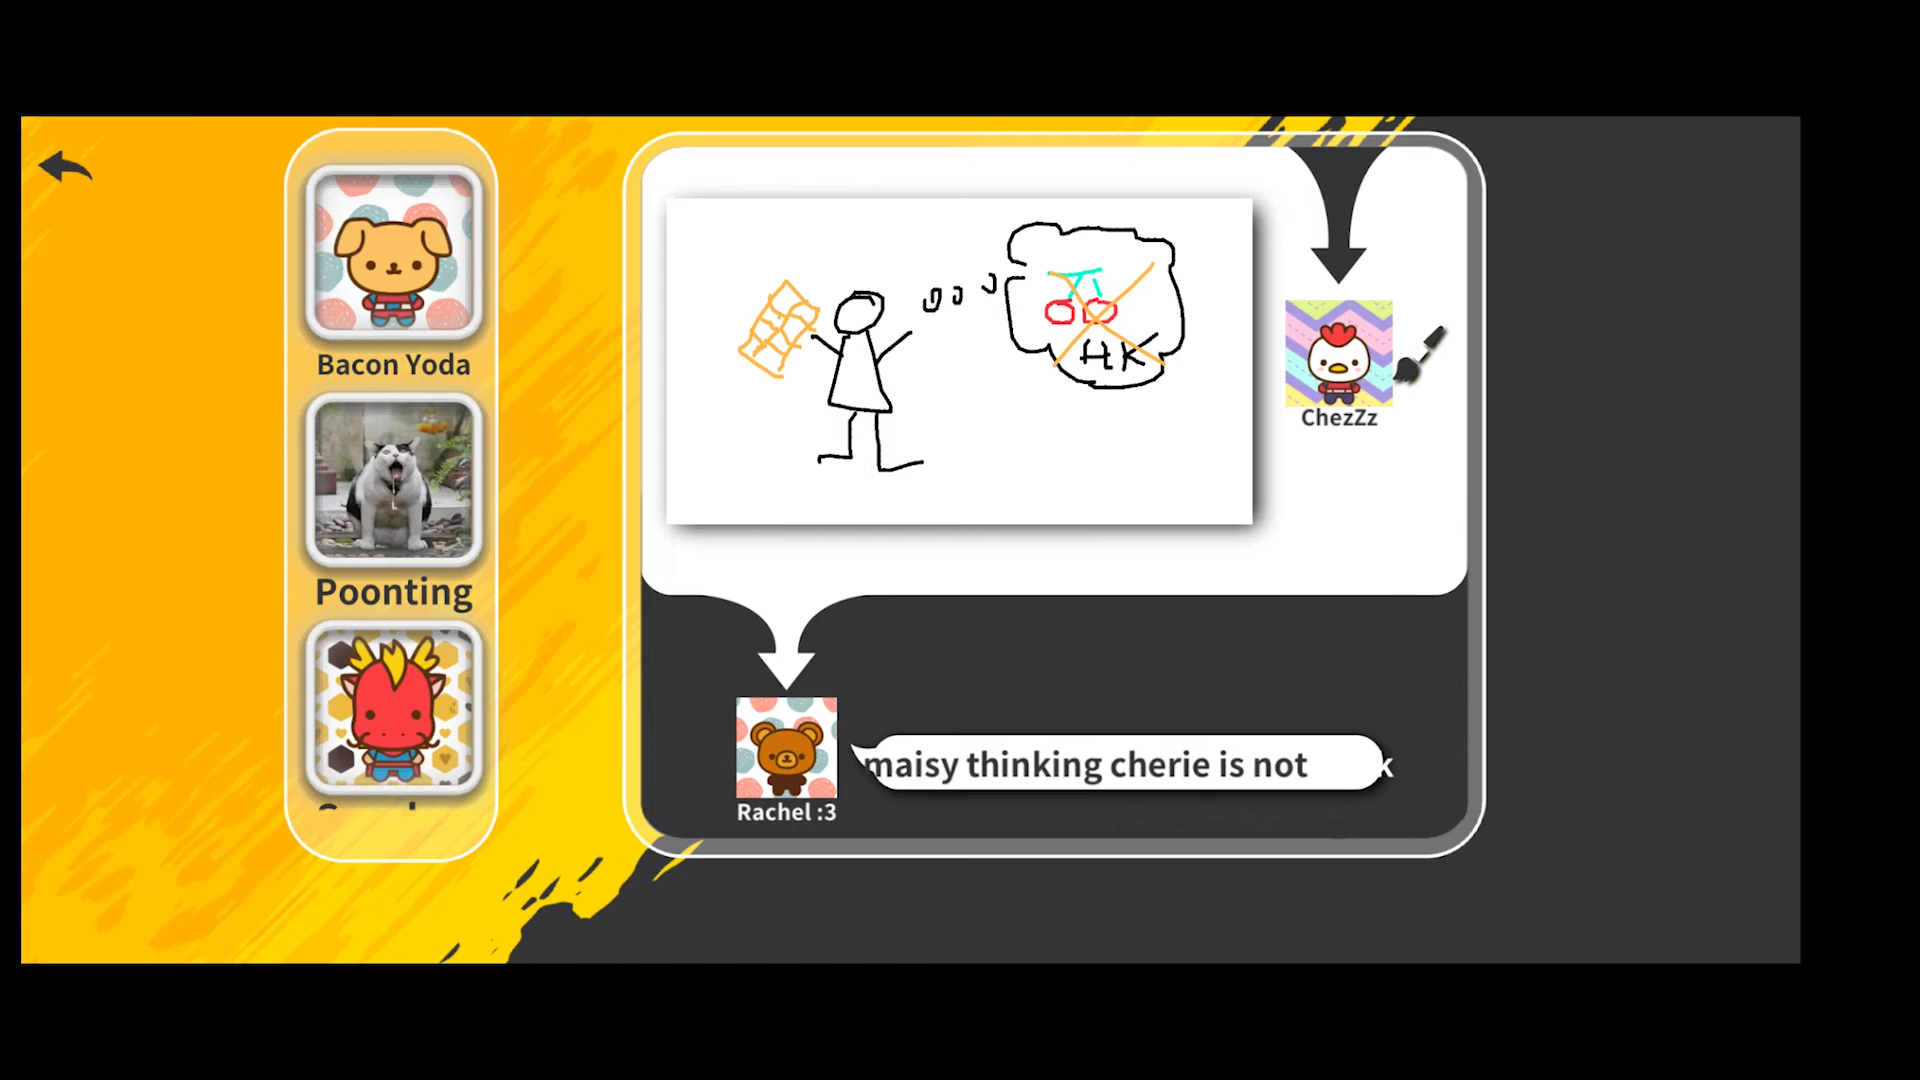 Bacon Yoda
Poonting
HK
ChezZz
maisy thinking cherie is not
k
Rachel :3